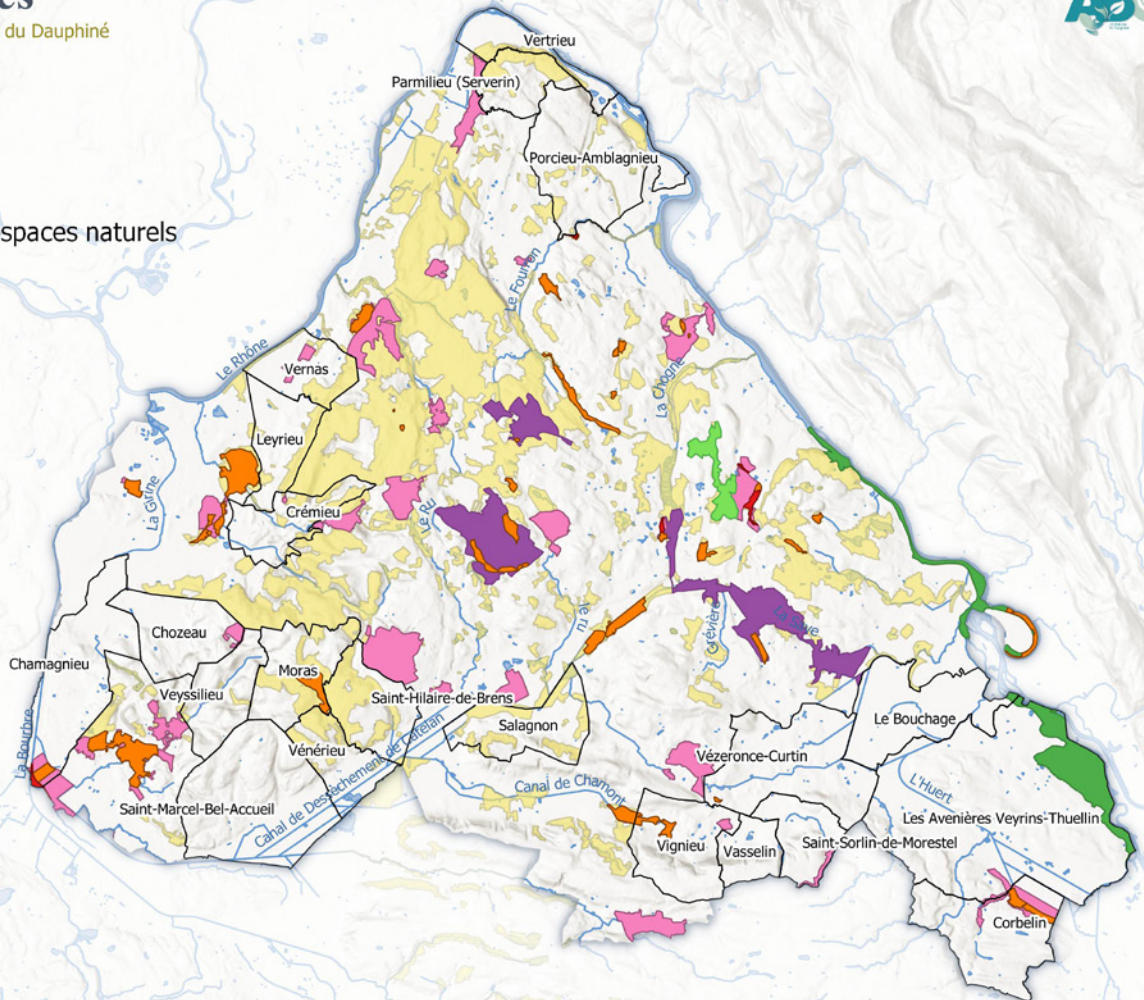 du Dauphiné
Vertrieu
Parmilieu (Serverin)
Porcieu-Amblagnieu
spaces naturels
Le Fourron
Le Rhône
Vernas
La Chogne
Leyrieu
La Girine
Crémieu
Le Ru
le ru
Grevière
La Save
Chozeau
Chamagnieu
Moras
Veyssilieu
Saint-Hilaire-de-Brens
Salagnon
Le Bouchage
La Bourbre
Vénérieu
Vézeronce-Curtin
Canal de Dessèchement de Catelan
Canal de Chamont
L'Huert
Saint-Marcel-Bel-Accueil
Les Avenières Veyrins-Thuellin
Vignieu
Vasselin
Saint-Sorlin-de-Morestel
Corbelin